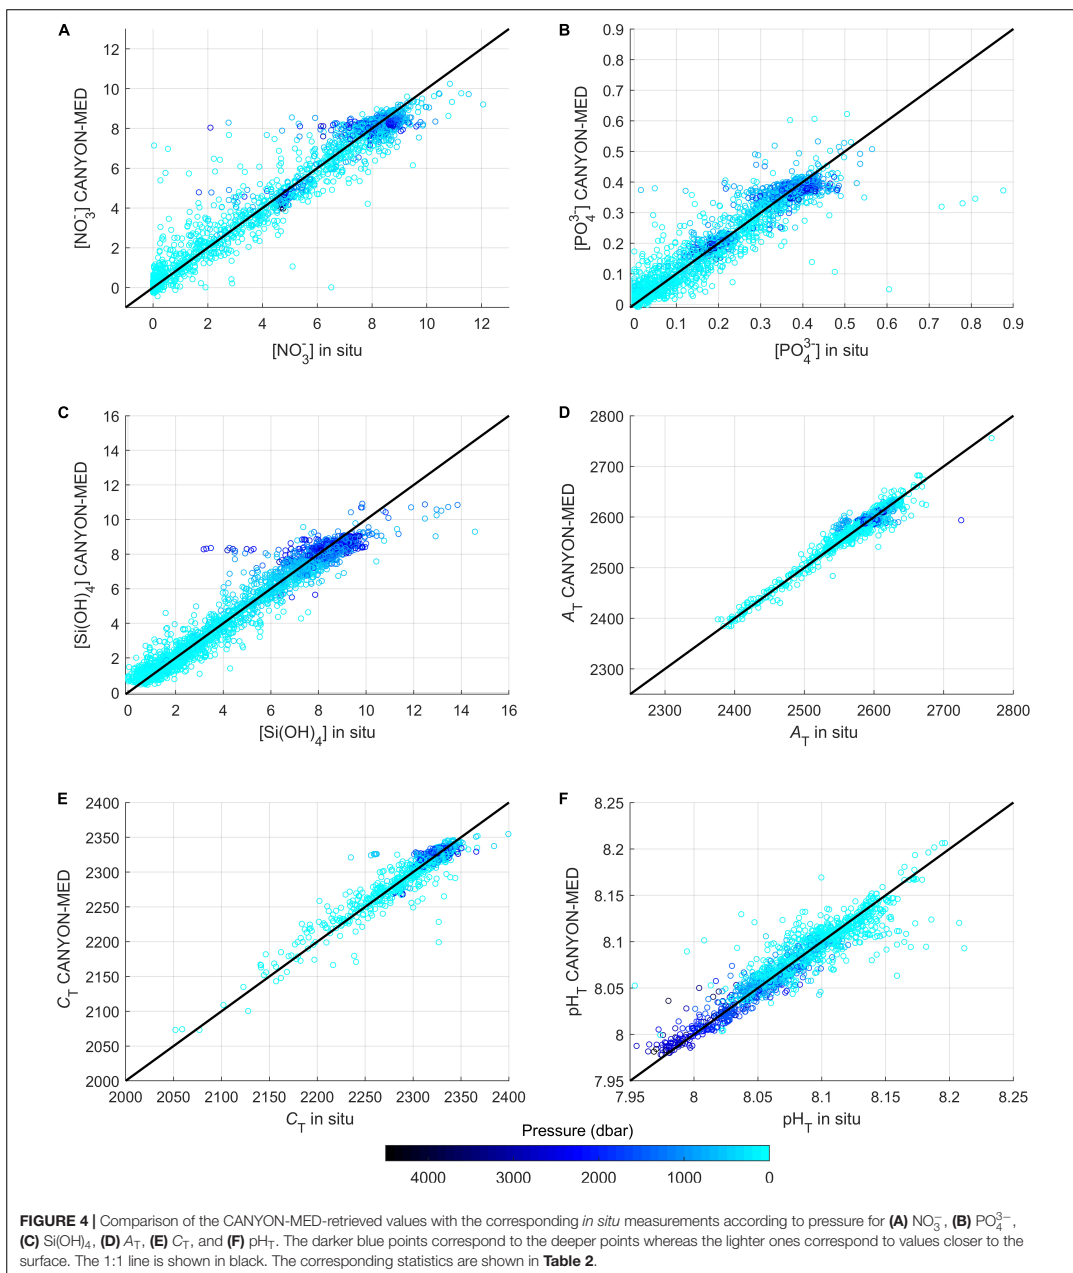 A
[NO3-] CANYON-MED
12
10
8
6
4
2
0
0 2 4 6 8 10 12
[NO3-] in situ
B
[PO4 3-] CANYON-MED
0.9
0.8
0.7
0.6
0.5
0.4
0.3
0.2
0.1
0
0 0.1 0.2 0.3 0.4 0.5 0.6 0.7 0.8 0.9
[PO4 3-] in situ
C
[Si(OH)4] CANYON-MED
16
14
12
10
8
6
4
2
0
0 2 4 6 8 10 12 14 16
[Si(OH)4] in situ
D
AT CANYON-MED
2800
2700
2600
2500
2400
2300
2300 2400 2500 2600 2700 2800
AT in situ
E
CT CANYON-MED
2400
2350
2300
2250
2200
2150
2100
2050
2000
2000 2050 2100 2150 2200 2250 2300 2350 2400
CT in situ
F
pHT CANYON-MED
8.25
8.2
8.15
8.1
8.05
8
7.95
7.95 8 8.05 8.1 8.15 8.2 8.25
pHT in situ
Pressure (dbar)
4000 3000 2000 1000 0
FIGURE 4 | Comparison of the CANYON-MED-retrieved values with the corresponding in situ measurements according to pressure for (A) NO3−, (B) PO4 3−,
(C) Si(OH)4, (D) AT, (E) CT, and (F) pHT. The darker blue points correspond to the deeper points whereas the lighter ones correspond to values closer to the
surface. The 1:1 line is shown in black. The corresponding statistics are shown in Table 2.